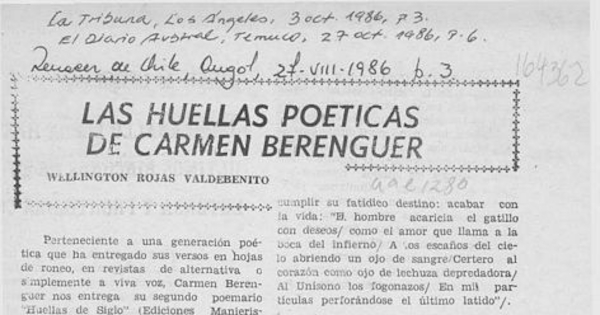 La Tribuna, Los Angeles, 3 oct. 1986, p3.
El Diario Austral, Temuco, 27 oct. 1986, p.6.
Renacer de Chile, Angol, 27-VIII-1986 p.3
164362
LAS HUELLAS POETICAS
DE CARMEN BERENGUER
WELLINGTON ROJAS VALDEBENITO
Perteneciente a una generación poé-
tica que ha entregado sus versos en hojas
de roneo, en revistas de alternativa o
simplemente a viva voz, Carmen Beren-
guer nos entrega su segundo poemario
"Huellas de Siglo" (Ediciones Manieris-
cumplir su fatídico destino: acabar con
la vida: "El hombre acaricia el gatillo
con deseos/ como el amor que llama a la
boca del infierno/ A los escaños del cie-
lo abriendo un ojo de sangre/Certero al
corazón como ojo de lechuza depredadora/
Al Unísono los fogonazos/ En mil par-
tículas perforándose el último latido"/.